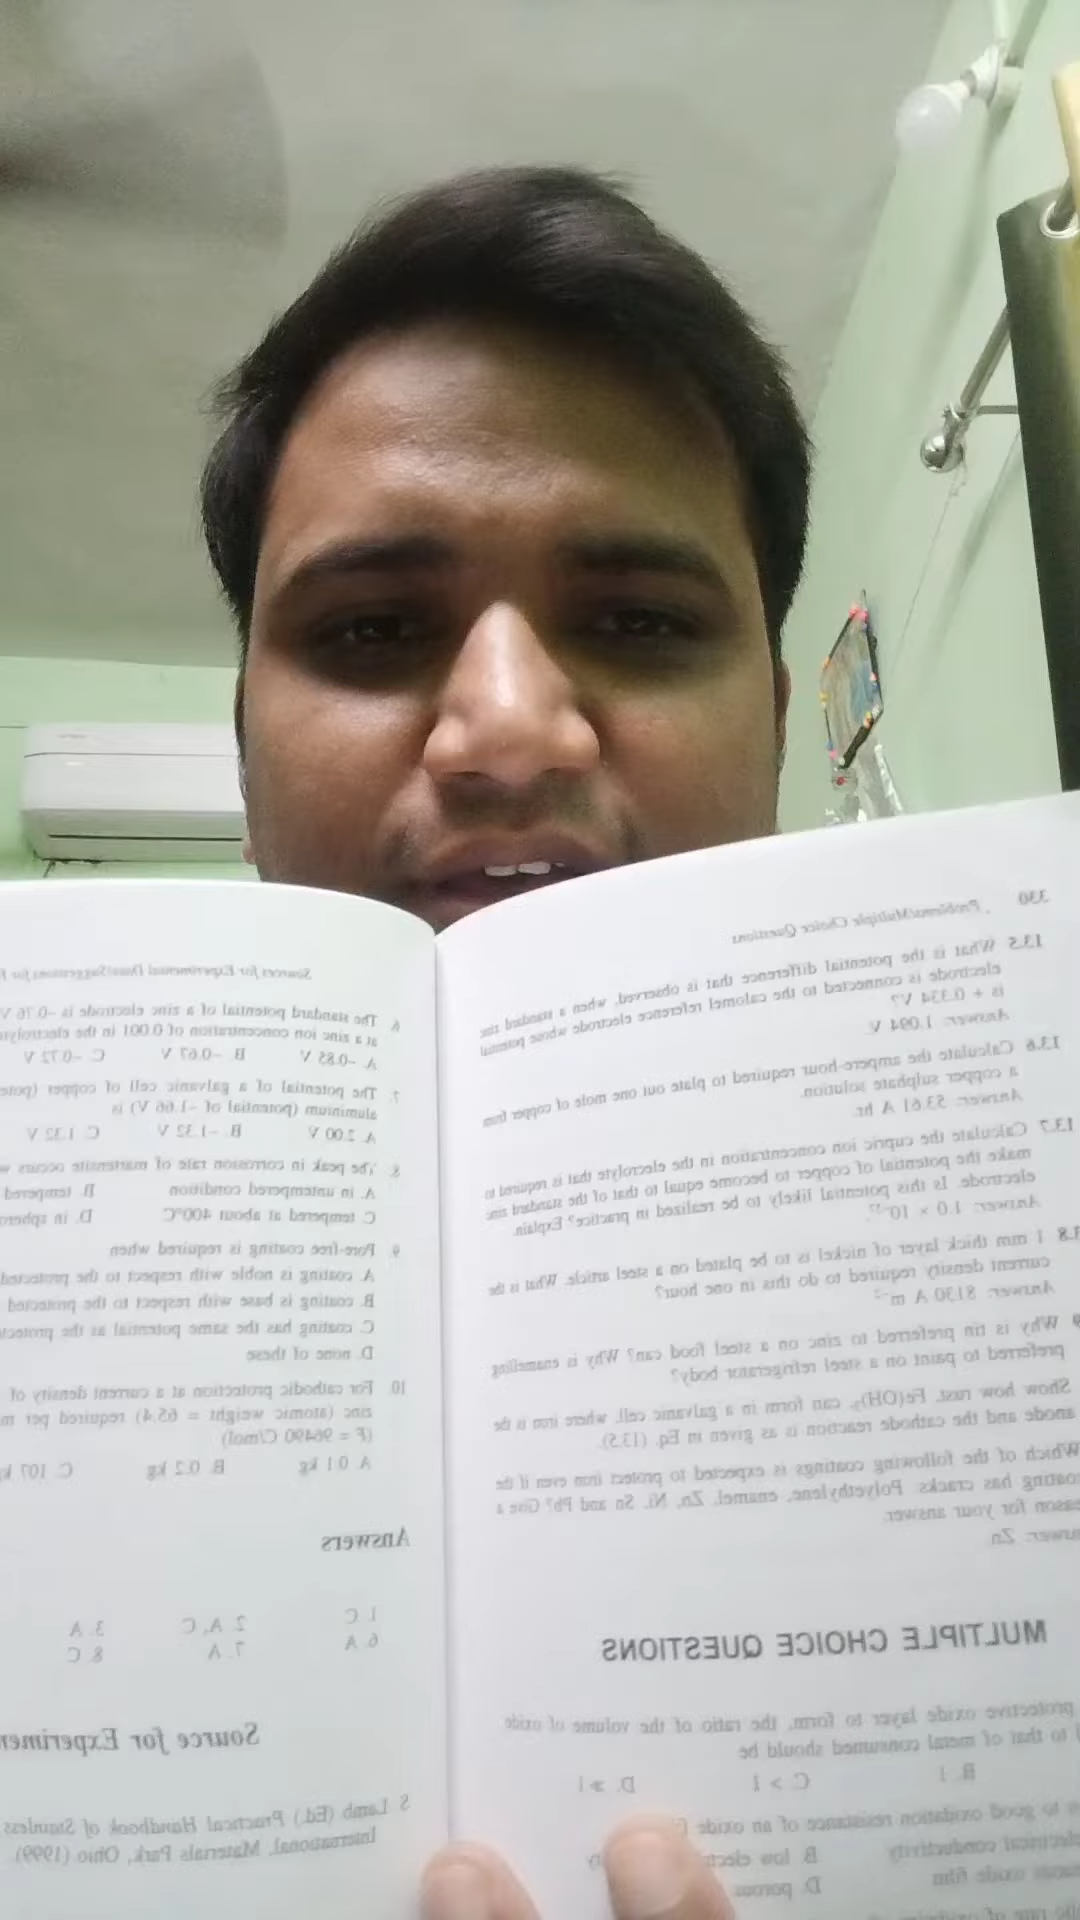 330
Problems/Multiple Choice Questions
13.5 What is the potential difference that is observed, when a standard zinc
electrode is connected to the calomel reference electrode whose potential
is + 0.334 V?
Answer: 1.094 V.
13.6 Calculate the ampere-hour required to plate out one mole of copper from
a copper sulphate solution.
Answer: 53.61 A hr.
13.7 Calculate the cupric ion concentration in the electrolyte that is required to
make the potential of copper to become equal to that of the standard zinc
electrode. Is this potential likely to be realized in practice? Explain.
Answer: 1.0 × 10
3.8 1 mm thick layer of nickel is to be plated on a steel article. What is the
current density required to do this in one hour?
Answer: 8130 A m⁻²
9 Why is tin preferred to zinc on a steel food can? Why is enamelling
preferred to paint on a steel refrigerator body?
Show how rust, Fe(OH)₃, can form in a galvanic cell, where iron is the
anode and the cathode reaction is as given in Eq. (13.5).
Which of the following coatings is expected to protect iron even if the
coating has cracks: Polyethylene, enamel, Zn, Ni, Sn and Pb? Give a
eason for your answer.
nswer: Zn.
MULTIPLE CHOICE QUESTIONS
protective oxide layer to form, the ratio of the volume of oxide
to that of metal consumed should be
B. 1 C > 1 D.
s to good oxidation resistance of an oxide
lectrical conductivity B. low elect
uous oxide film D. porous
Sources for Experimental Data/Suggestions for F
6. The standard potential of a zinc electrode is –0.76 V
at a zinc ion concentration of 0.001 in the electroly
A. –0.85 V B. –0.67 V C. –0.72 V
7. The potential of a galvanic cell of copper (pote
aluminium (potential of –1.66 V) is
A. 2.00 V B. –1.32 V C. 1.32 V
8. The peak in corrosion rate of martensite occurs w
A. in untempered condition B. tempered
C. tempered at about 400°C D. in sphero
9. Pore-free coating is required when
A. coating is noble with respect to the protected
B. coating is base with respect to the protected
C. coating has the same potential as the protect
D. none of these
10. For cathodic protection at a current density of
zinc (atomic weight = 65.4) required per m
(F = 96490 C/mol)
A. 0.1 kg B. 0.2 kg C. 107 k
Answers
1. C 2. A, C 3. A
6. A 7. A 8. C
Source for Experimen
S. Lamb (Ed.) Practical Handbook of Stainless
International, Materials Park, Ohio (1999).